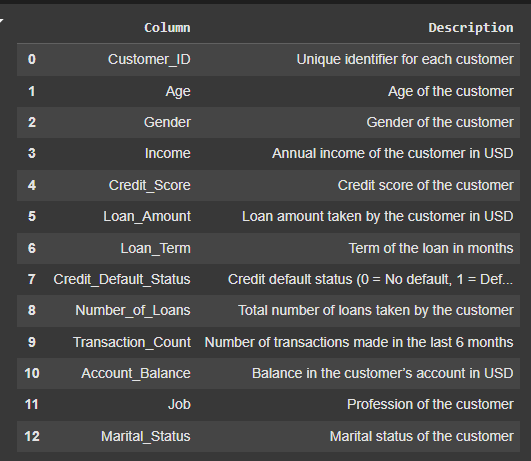 Column Description
0 Customer_ID Unique identifier for each customer
1 Age Age of the customer
2 Gender Gender of the customer
3 Income Annual income of the customer in USD
4 Credit_Score Credit score of the customer
5 Loan_Amount Loan amount taken by the customer in USD
6 Loan_Term Term of the loan in months
7 Credit_Default_Status Credit default status (0 = No default, 1 = Def...
8 Number_of_Loans Total number of loans taken by the customer
9 Transaction_Count Number of transactions made in the last 6 months
10 Account_Balance Balance in the customer's account in USD
11 Job Profession of the customer
12 Marital_Status Marital status of the customer